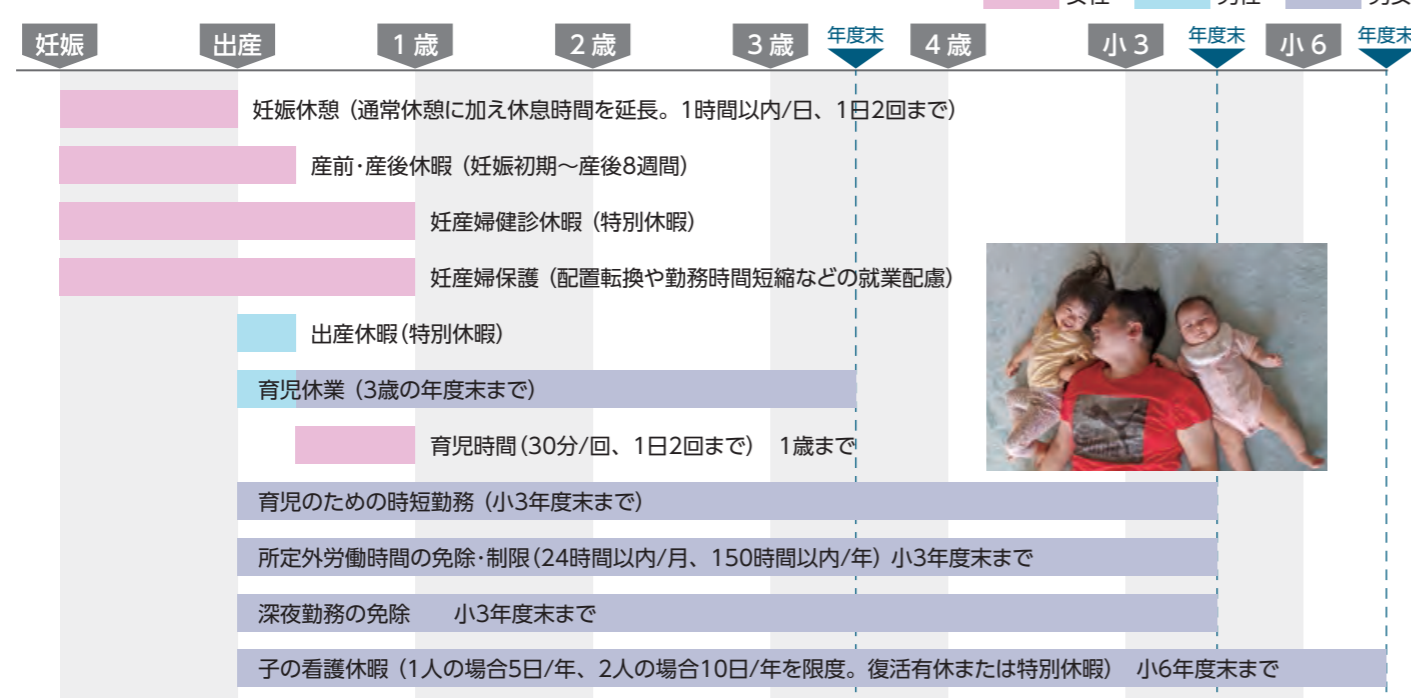 女性 男性 男女
妊娠 出産 1歳 2歳 3歳 年度末 4歳 小3 年度末 小6 年度末
妊娠休憩（通常休憩に加え休息時間を延長。1時間以内/日、1日2回まで）
産前・産後休暇（妊娠初期～産後8週間）
妊産婦健診休暇（特別休暇）
妊産婦保護（配置転換や勤務時間短縮などの就業配慮）
出産休暇（特別休暇）
育児休業（3歳の年度末まで）
育児時間（30分/回、1日2回まで） 1歳まで
育児のための時短勤務（小3年度末まで）
所定外労働時間の免除・制限（24時間以内/月、150時間以内/年）小3年度末まで
深夜勤務の免除 小3年度末まで
子の看護休暇（1人の場合5日/年、2人の場合10日/年を限度。復活有休または特別休暇） 小6年度末まで